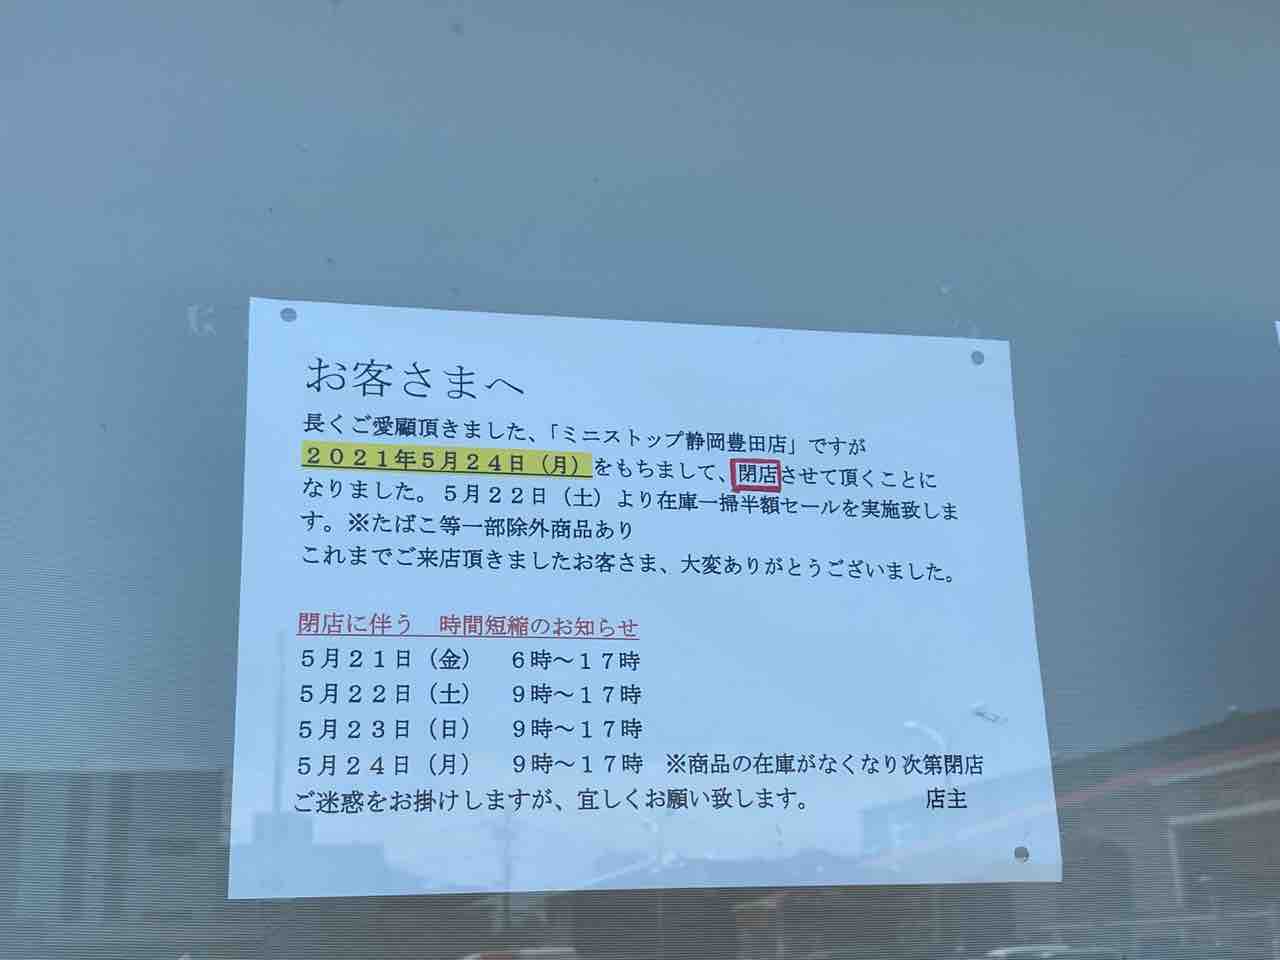 お客さまへ
長くご愛顧頂きました、「ミニストップ静岡豊田店」ですが
２０２１年５月２４日（月）をもちまして、閉店させて頂くことに
なりました。５月２２日（土）より在庫一掃半額セールを実施致しま
す。※たばこ等一部除外商品あり
これまでご来店頂きましたお客さま、大変ありがとうございました。
閉店に伴う　時間短縮のお知らせ
５月２１日（金）　６時～１７時
５月２２日（土）　９時～１７時
５月２３日（日）　９時～１７時
５月２４日（月）　９時～１７時　※商品の在庫がなくなり次第閉店
ご迷惑をお掛けしますが、宜しくお願い致します。　店主